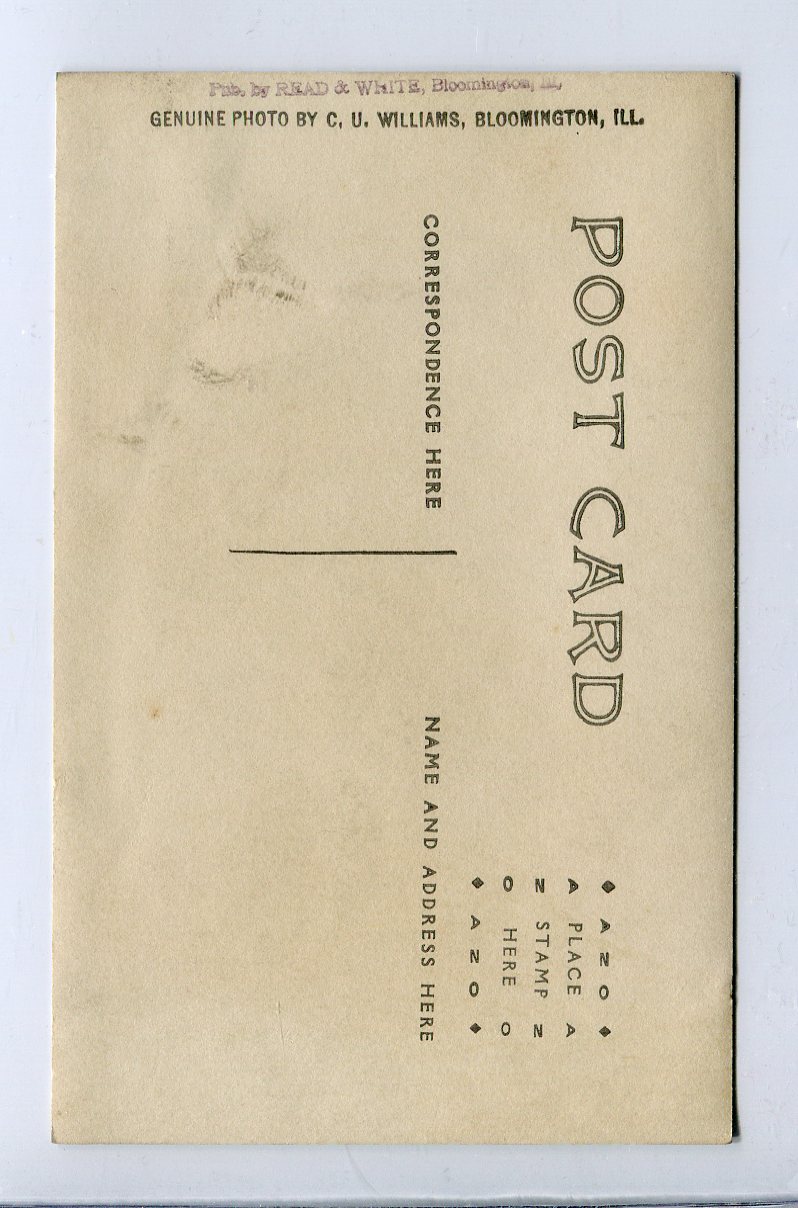 Pub. by READ & WHITE, Bloomington, Ill.
GENUINE PHOTO BY C. U. WILLIAMS, BLOOMINGTON, ILL.
POST CARD
CORRESPONDENCE HERE
NAME AND ADDRESS HERE
◆ A Z O ◆
A PLACE A
Z STAMP Z
O HERE O
◆ A Z O ◆